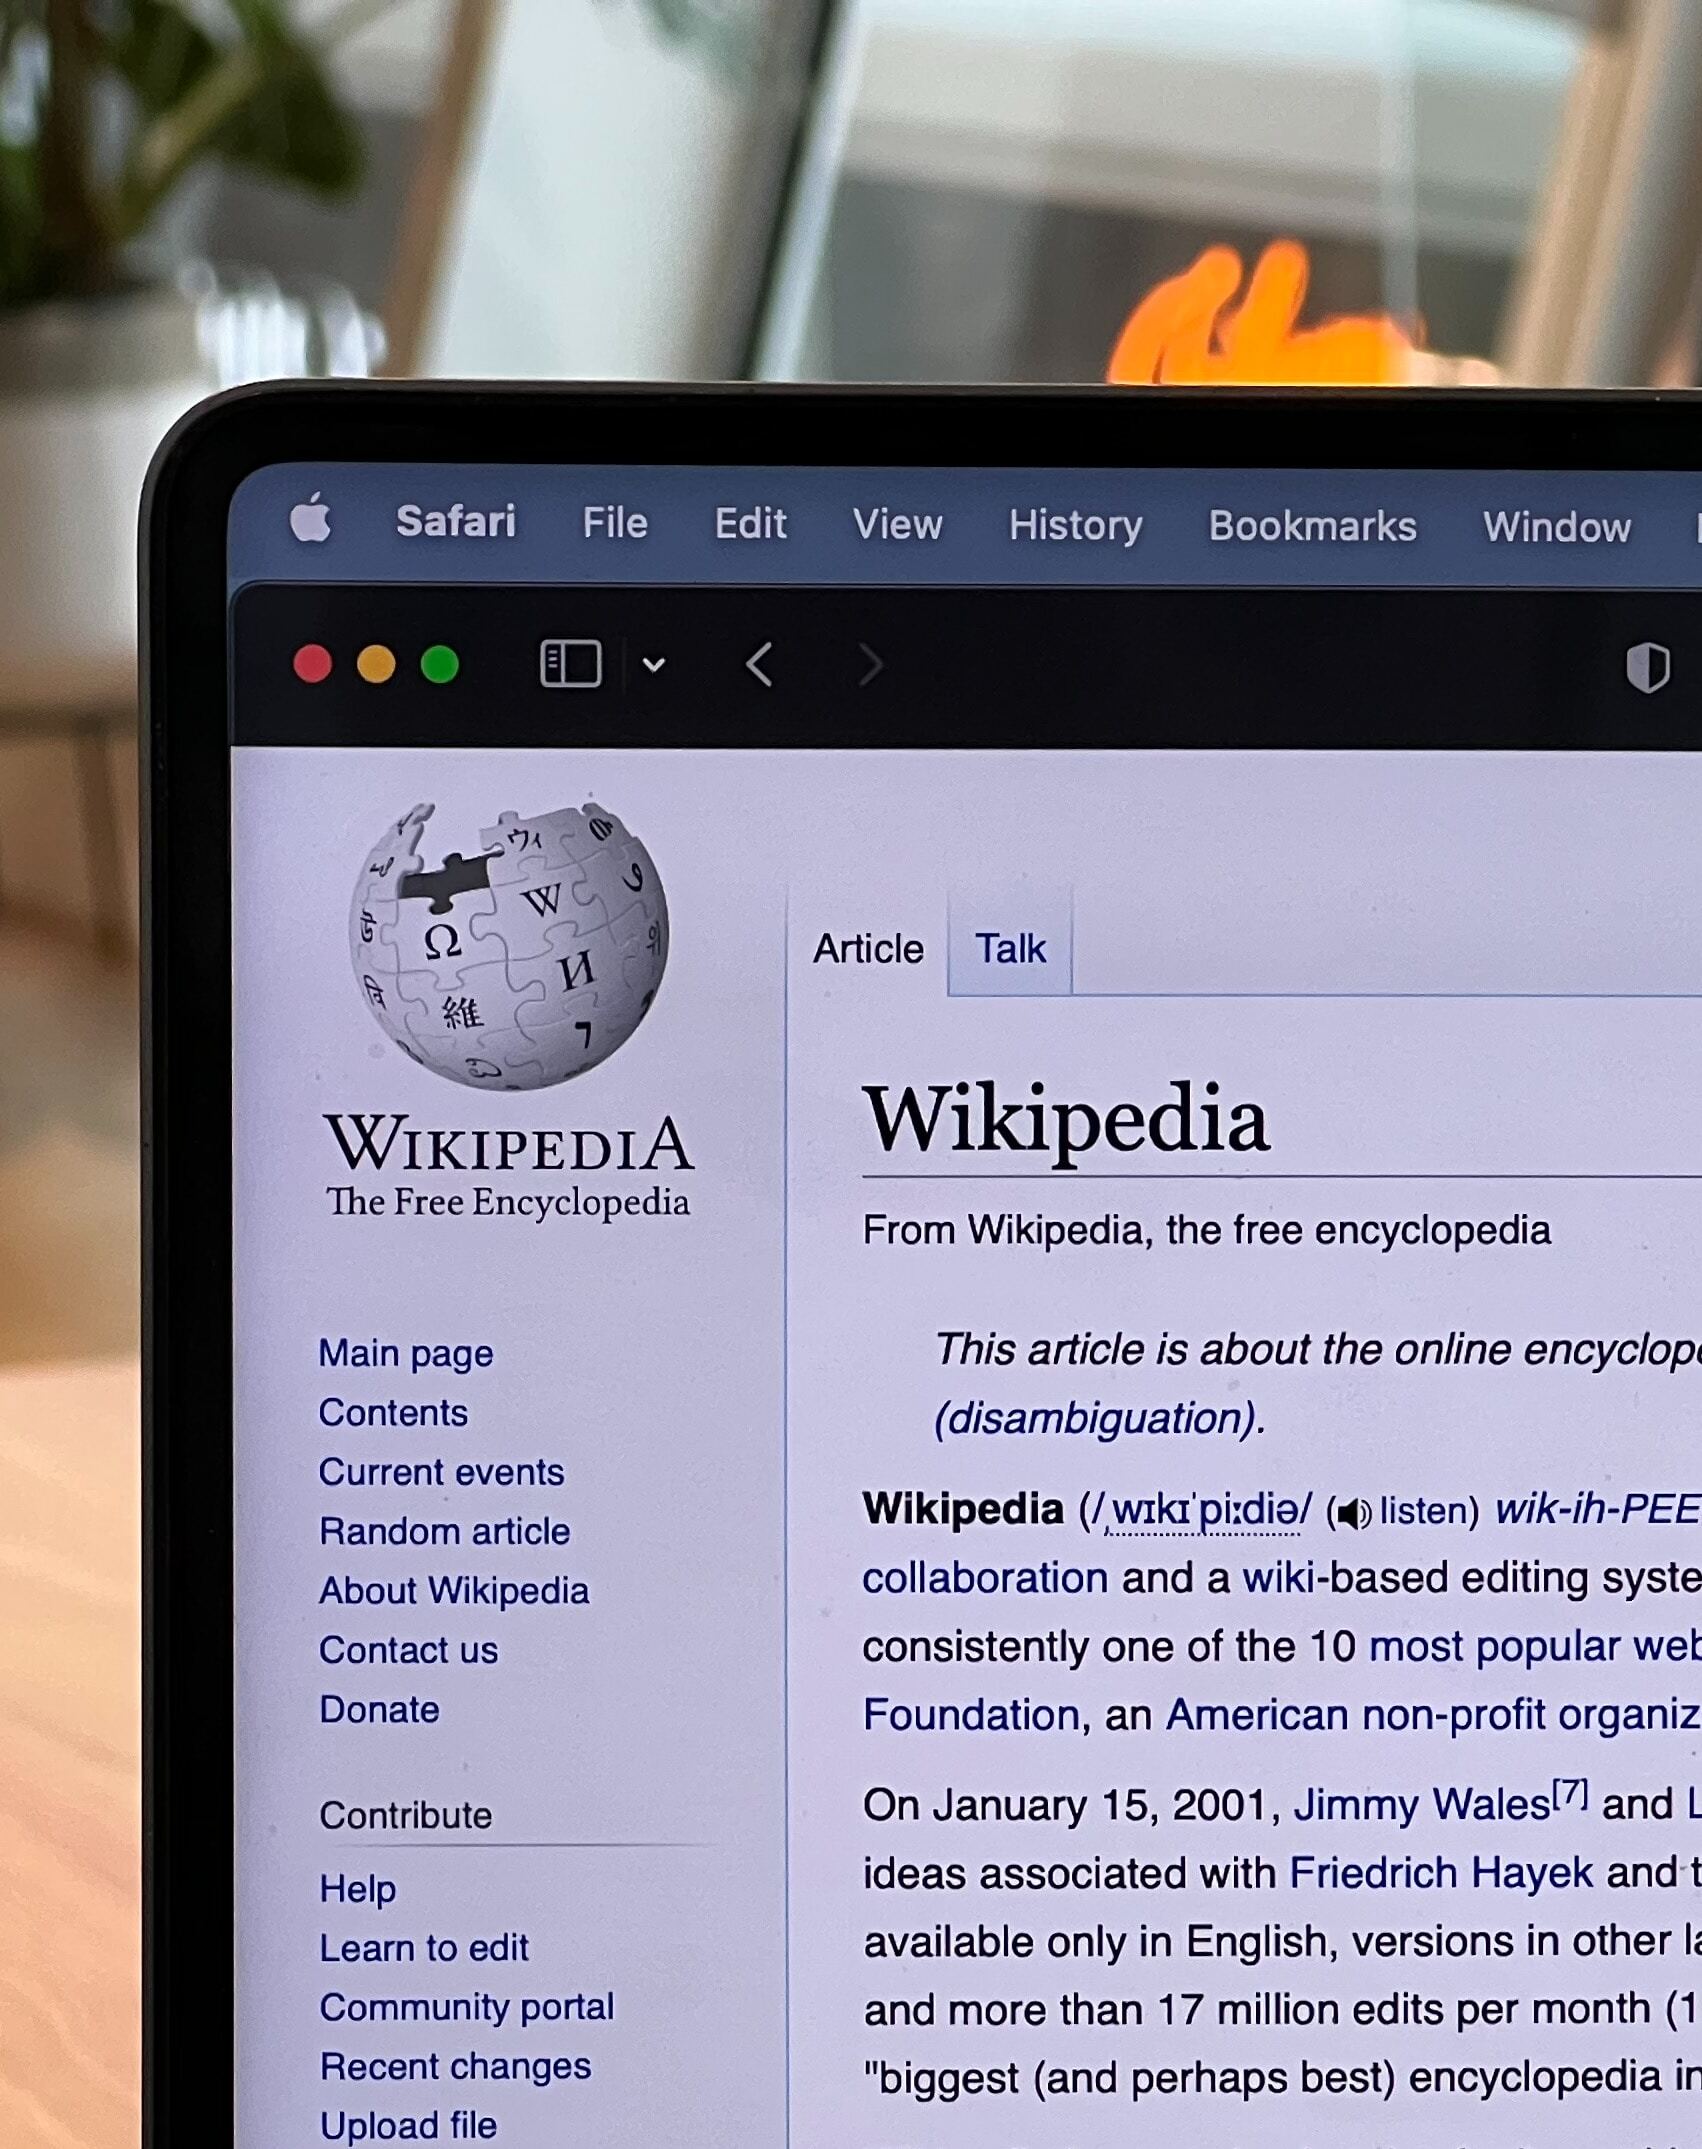 Safari File Edit View History Bookmarks Window
ウィ
W
Ω
И
維
ו
WIKIPEDIA
The Free Encyclopedia
Main page
Contents
Current events
Random article
About Wikipedia
Contact us
Donate
Contribute
Help
Learn to edit
Community portal
Recent changes
Upload file
Article Talk
Wikipedia
From Wikipedia, the free encyclopedia
This article is about the online
(disambiguation).
Wikipedia (/ˌwɪkɪˈpiːdiə/ (listen) wik-ih-PEE
collaboration and a wiki-based editing
consistently one of the 10 most popular
Foundation, an American non-profit
On January 15, 2001, Jimmy Wales[7] and
ideas associated with Friedrich Hayek and
available only in English, versions in other
and more than 17 million edits per month (1
"biggest (and perhaps best) encyclopedia in